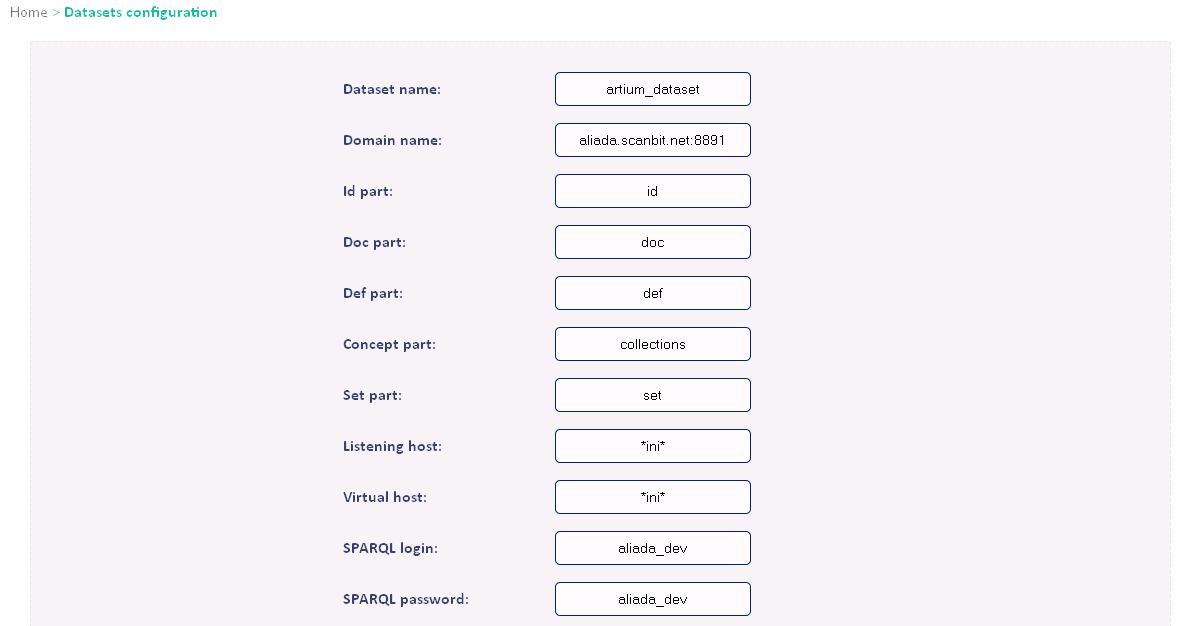 Home > Datasets configuration
Dataset name: artium_dataset
Domain name: aliada.scanbit.net:8891
Id part: id
Doc part: doc
Def part: def
Concept part: collections
Set part: set
Listening host: *ini*
Virtual host: *ini*
SPARQL login: aliada_dev
SPARQL password: aliada_dev